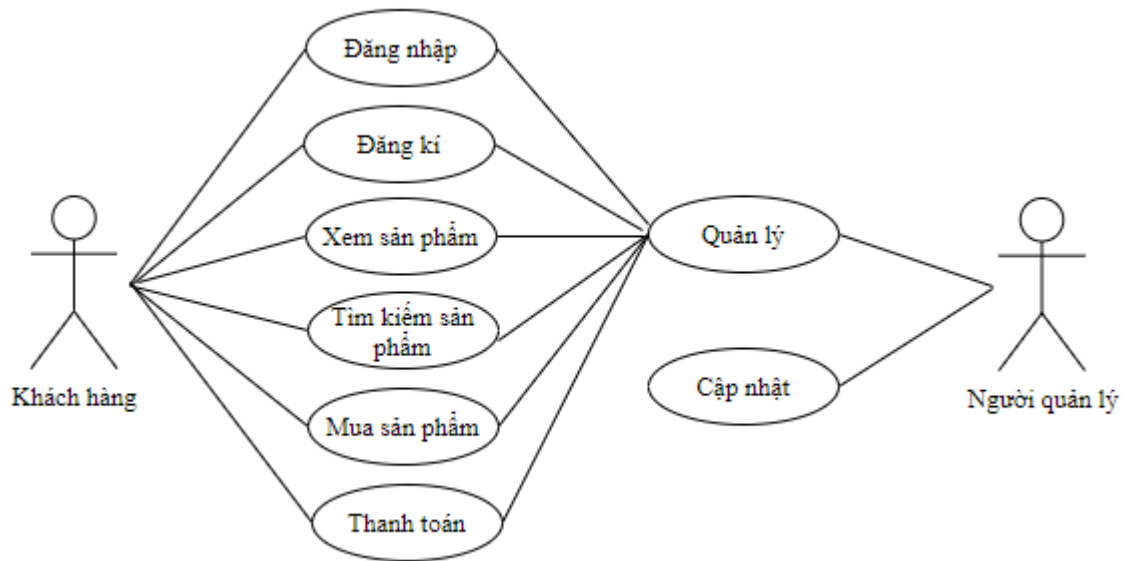 Đăng nhập
Đăng kí
Xem sản phẩm
Quản lý
Tìm kiếm sản
phẩm
Cập nhật
Khách hàng
Người quản lý
Mua sản phẩm
Thanh toán